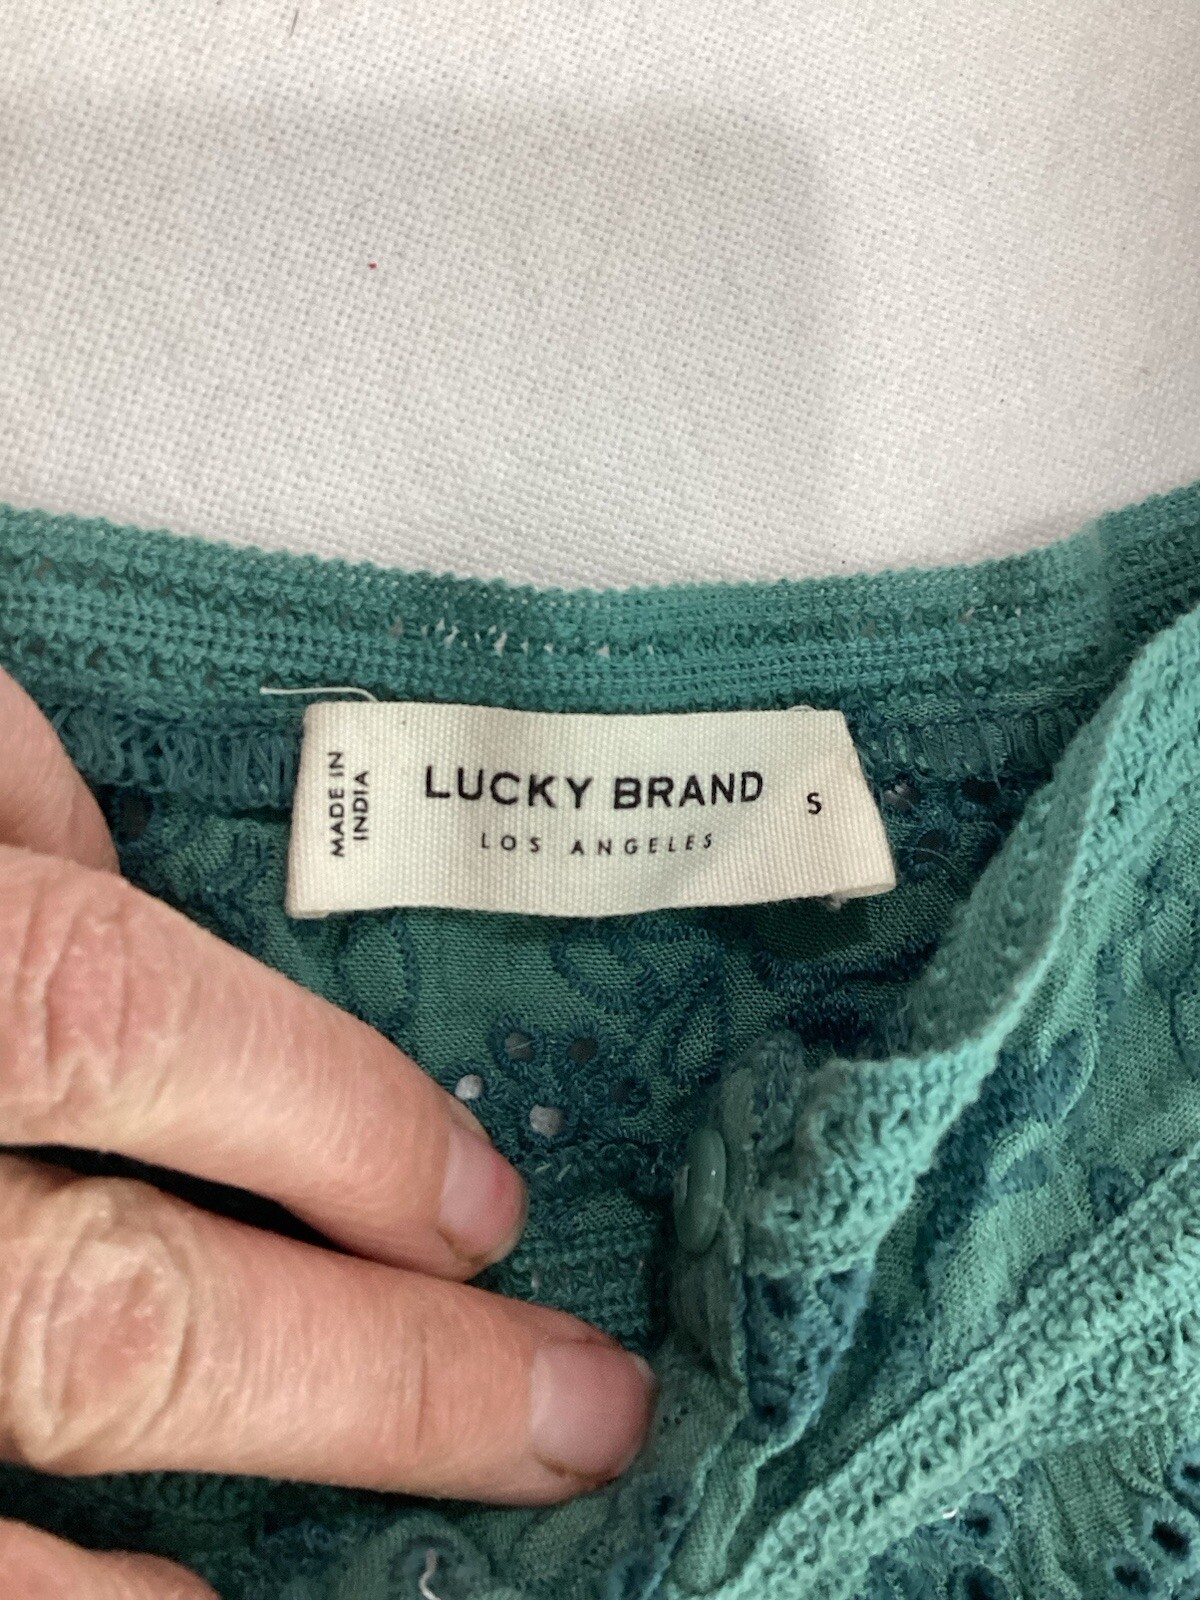 MADE IN
INDIA
LUCKY BRAND
LOS ANGELES
S